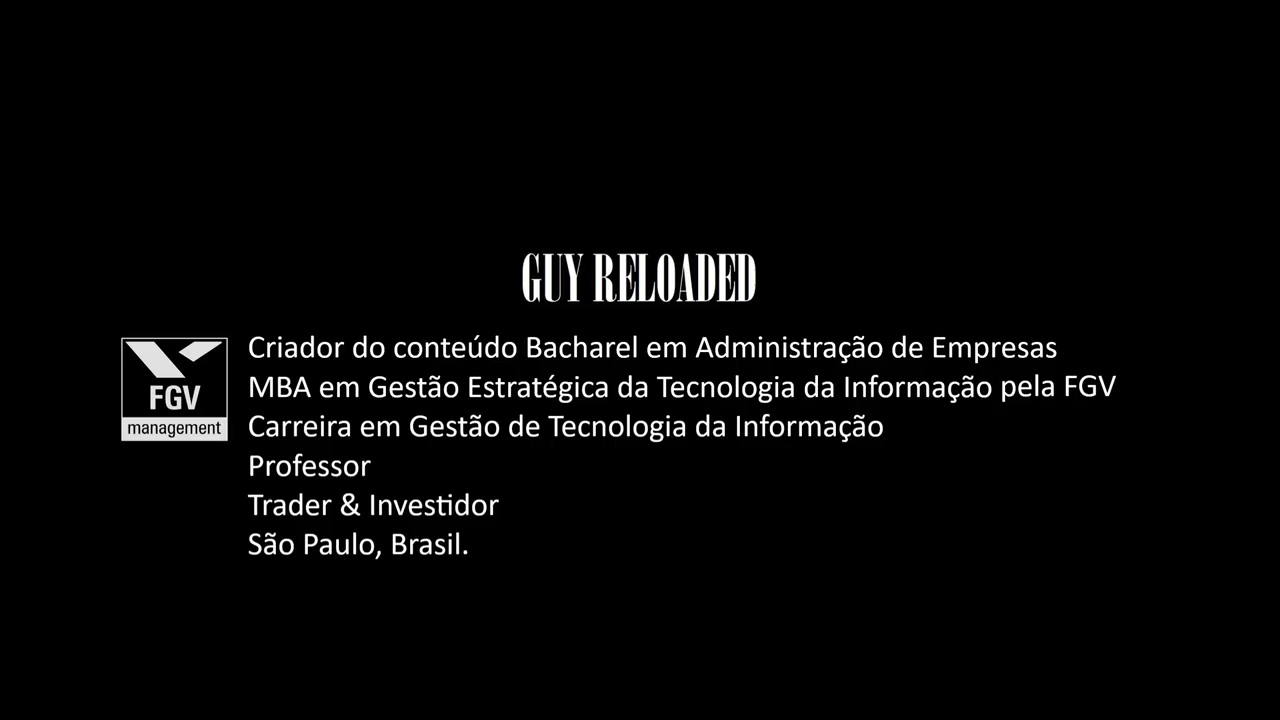 GUY RELOADED
FGV
management
Criador do conteúdo Bacharel em Administração de Empresas
MBA em Gestão Estratégica da Tecnologia da Informação pela FGV
Carreira em Gestão de Tecnologia da Informação
Professor
Trader & Investidor
São Paulo, Brasil.